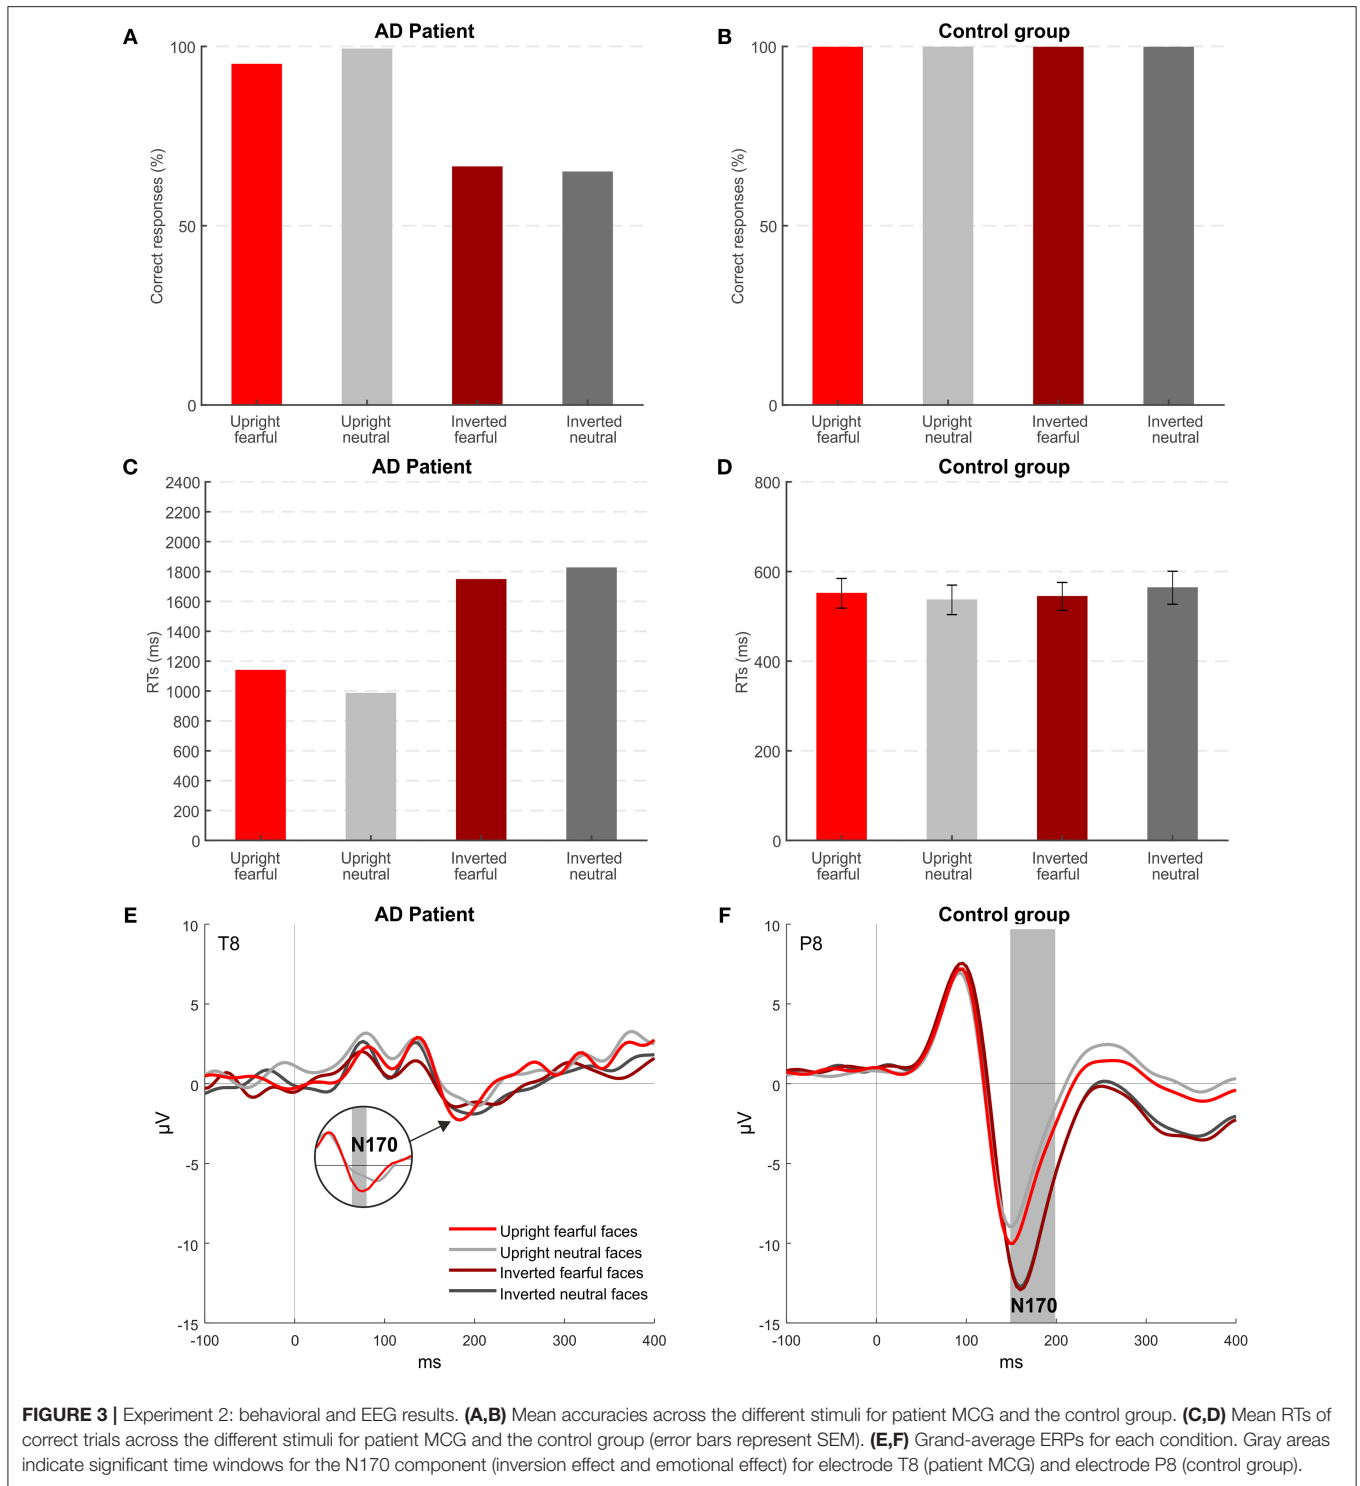 A
AD Patient
100
50
0
Correct responses (%)
Upright
fearful
Upright
neutral
Inverted
fearful
Inverted
neutral
B
Control group
100
50
0
Correct responses (%)
Upright
fearful
Upright
neutral
Inverted
fearful
Inverted
neutral
C
AD Patient
2400
2200
2000
1800
1600
1400
1200
1000
800
600
400
200
0
RTs (ms)
Upright
fearful
Upright
neutral
Inverted
fearful
Inverted
neutral
D
Control group
800
600
400
200
0
RTs (ms)
Upright
fearful
Upright
neutral
Inverted
fearful
Inverted
neutral
E
AD Patient
T8
10
5
0
-5
-10
-15
µV
N170
Upright fearful faces
Upright neutral faces
Inverted fearful faces
Inverted neutral faces
-100 0 100 200 300 400
ms
F
Control group
P8
10
5
0
-5
-10
-15
µV
N170
-100 0 100 200 300 400
ms
FIGURE 3 | Experiment 2: behavioral and EEG results. (A,B) Mean accuracies across the different stimuli for patient MCG and the control group. (C,D) Mean RTs of
correct trials across the different stimuli for patient MCG and the control group (error bars represent SEM). (E,F) Grand-average ERPs for each condition. Gray areas
indicate significant time windows for the N170 component (inversion effect and emotional effect) for electrode T8 (patient MCG) and electrode P8 (control group).